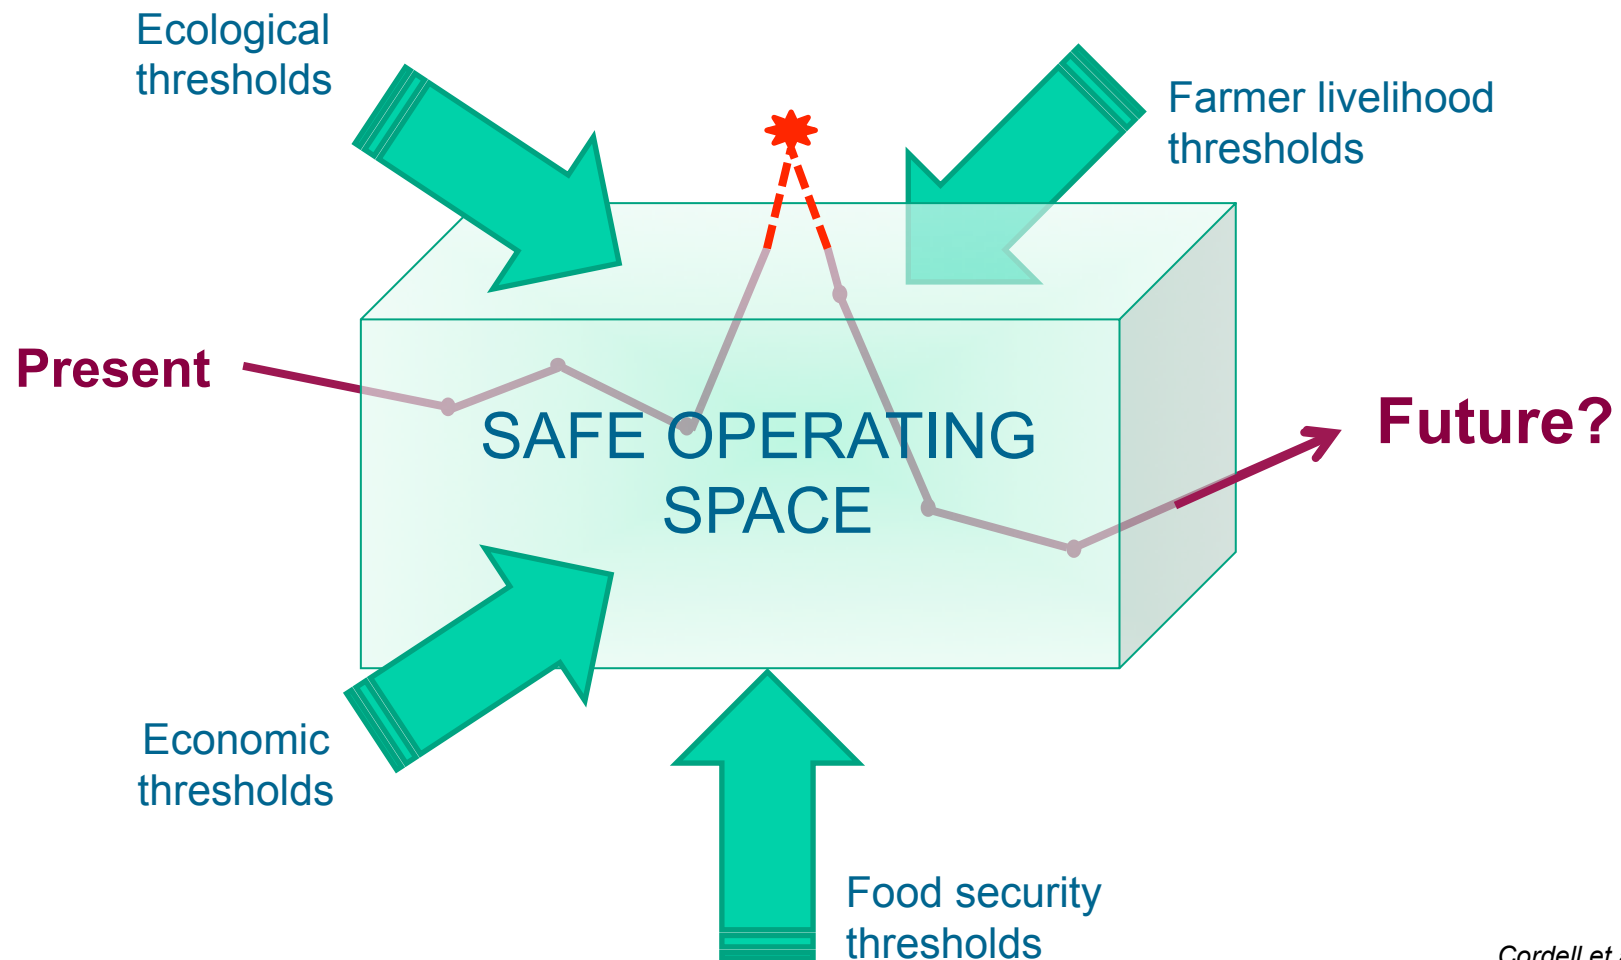 Ecological
thresholds
Farmer livelihood
thresholds
Present
SAFE OPERATING
SPACE
Future?
Economic
thresholds
Food security
thresholds
Cordell et